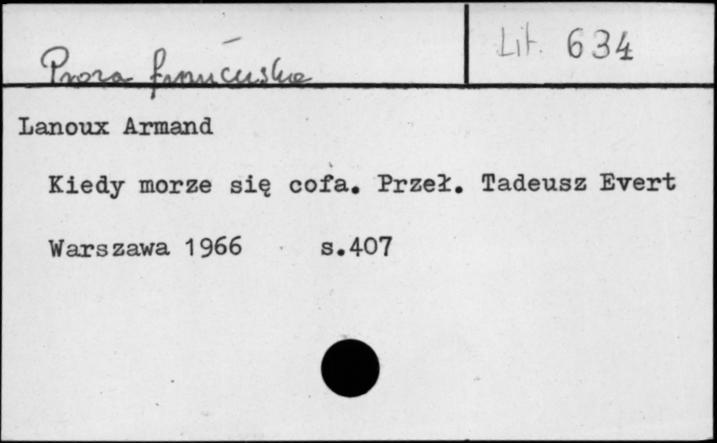 Proza francuska
Lit. 634
Lanoux Armand
Kiedy morze się cofa. Przeł. Tadeusz Evert
Warszawa 1966 s.407